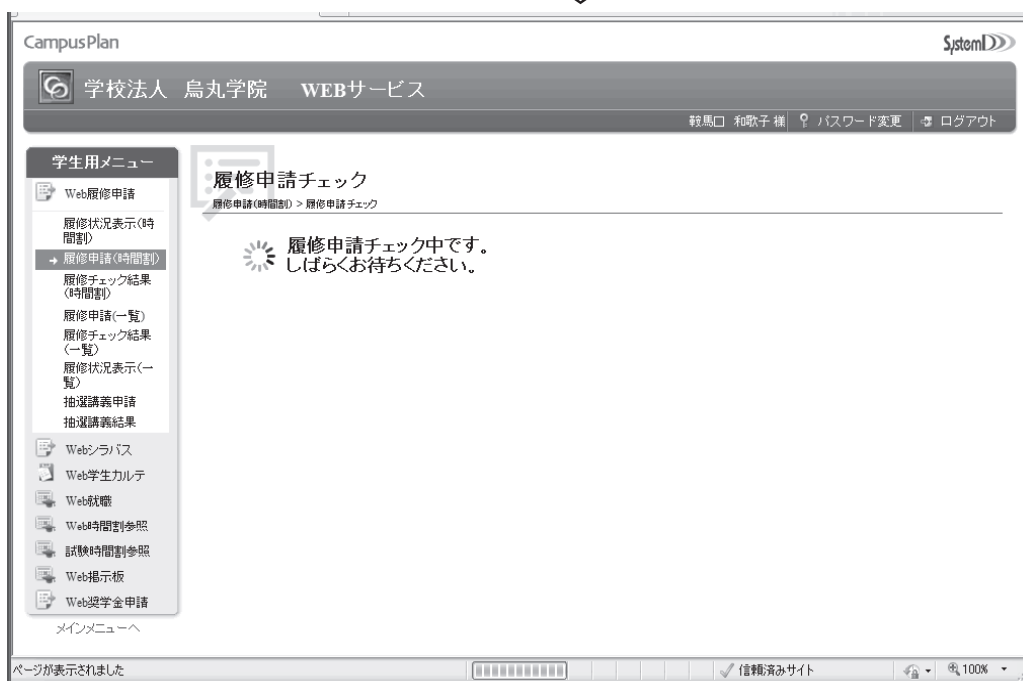 CampusPlan
SystemD
学校法人 烏丸学院 WEBサービス
鞍馬口 和歌子 様 パスワード変更 ログアウト
学生用メニュー
Web履修申請
履修状況表示(時
間割)
履修申請(時間割)
履修チェック結果
(時間割)
履修申請(一覧)
履修チェック結果
(一覧)
履修状況表示(一
覧)
抽選講義申請
抽選講義結果
Webシラバス
Web学生カルテ
Web就職
Web時間割参照
試験時間割参照
Web掲示板
Web奨学金申請
メインメニューへ
履修申請チェック
履修申請(時間割) > 履修申請チェック
履修申請チェック中です。
しばらくお待ちください。
ページが表示されました
信頼済みサイト
100%